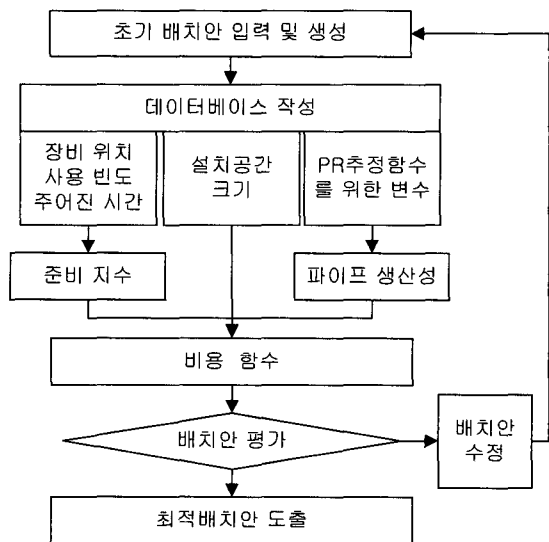 초기 배치안 입력 및 생성
데이터베이스 작성
장비 위치
사용 빈도
주어진 시간
설치공간
크기
PR추정함수
를 위한 변수
준비 지수
파이프 생산성
비용 함수
배치안 평가
배치안
수정
최적배치안 도출